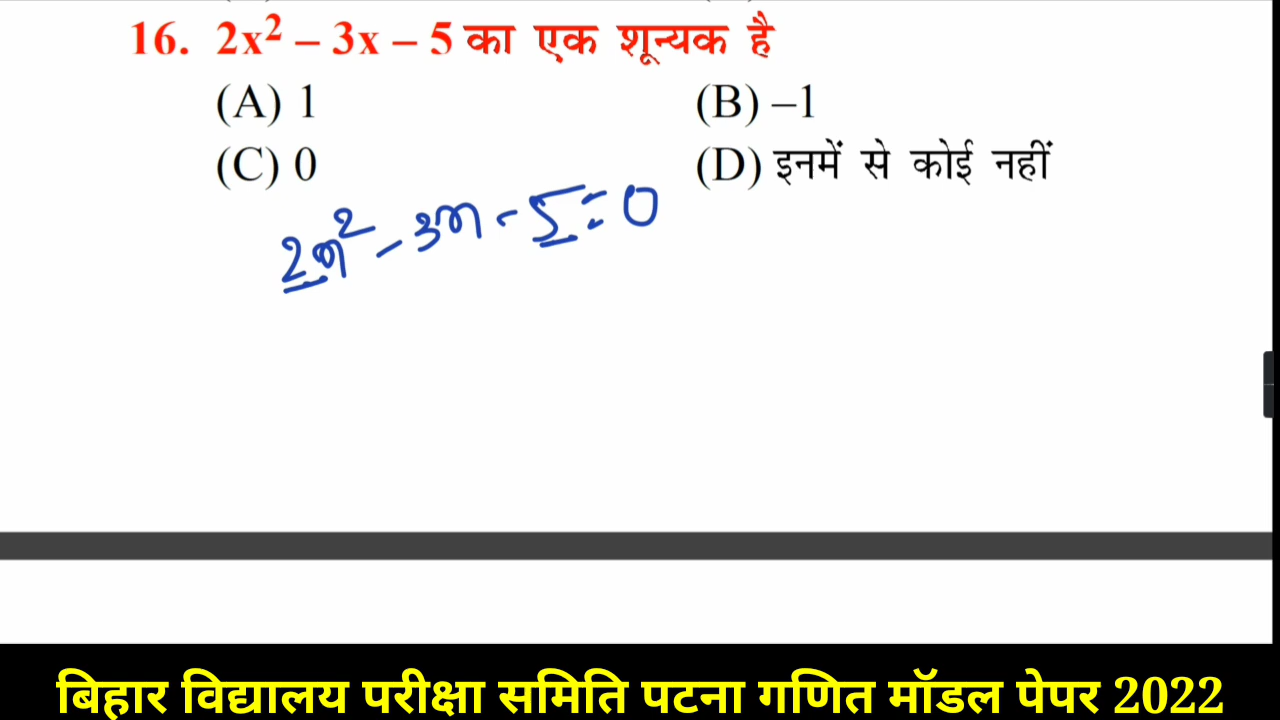 16. 2x² – 3x – 5 का एक शून्यक है
(A) 1 (B) –1
(C) 0 (D) इनमें से कोई नहीं
2x² - 3x - 5 = 0
बिहार विद्यालय परीक्षा समिति पटना गणित मॉडल पेपर 2022